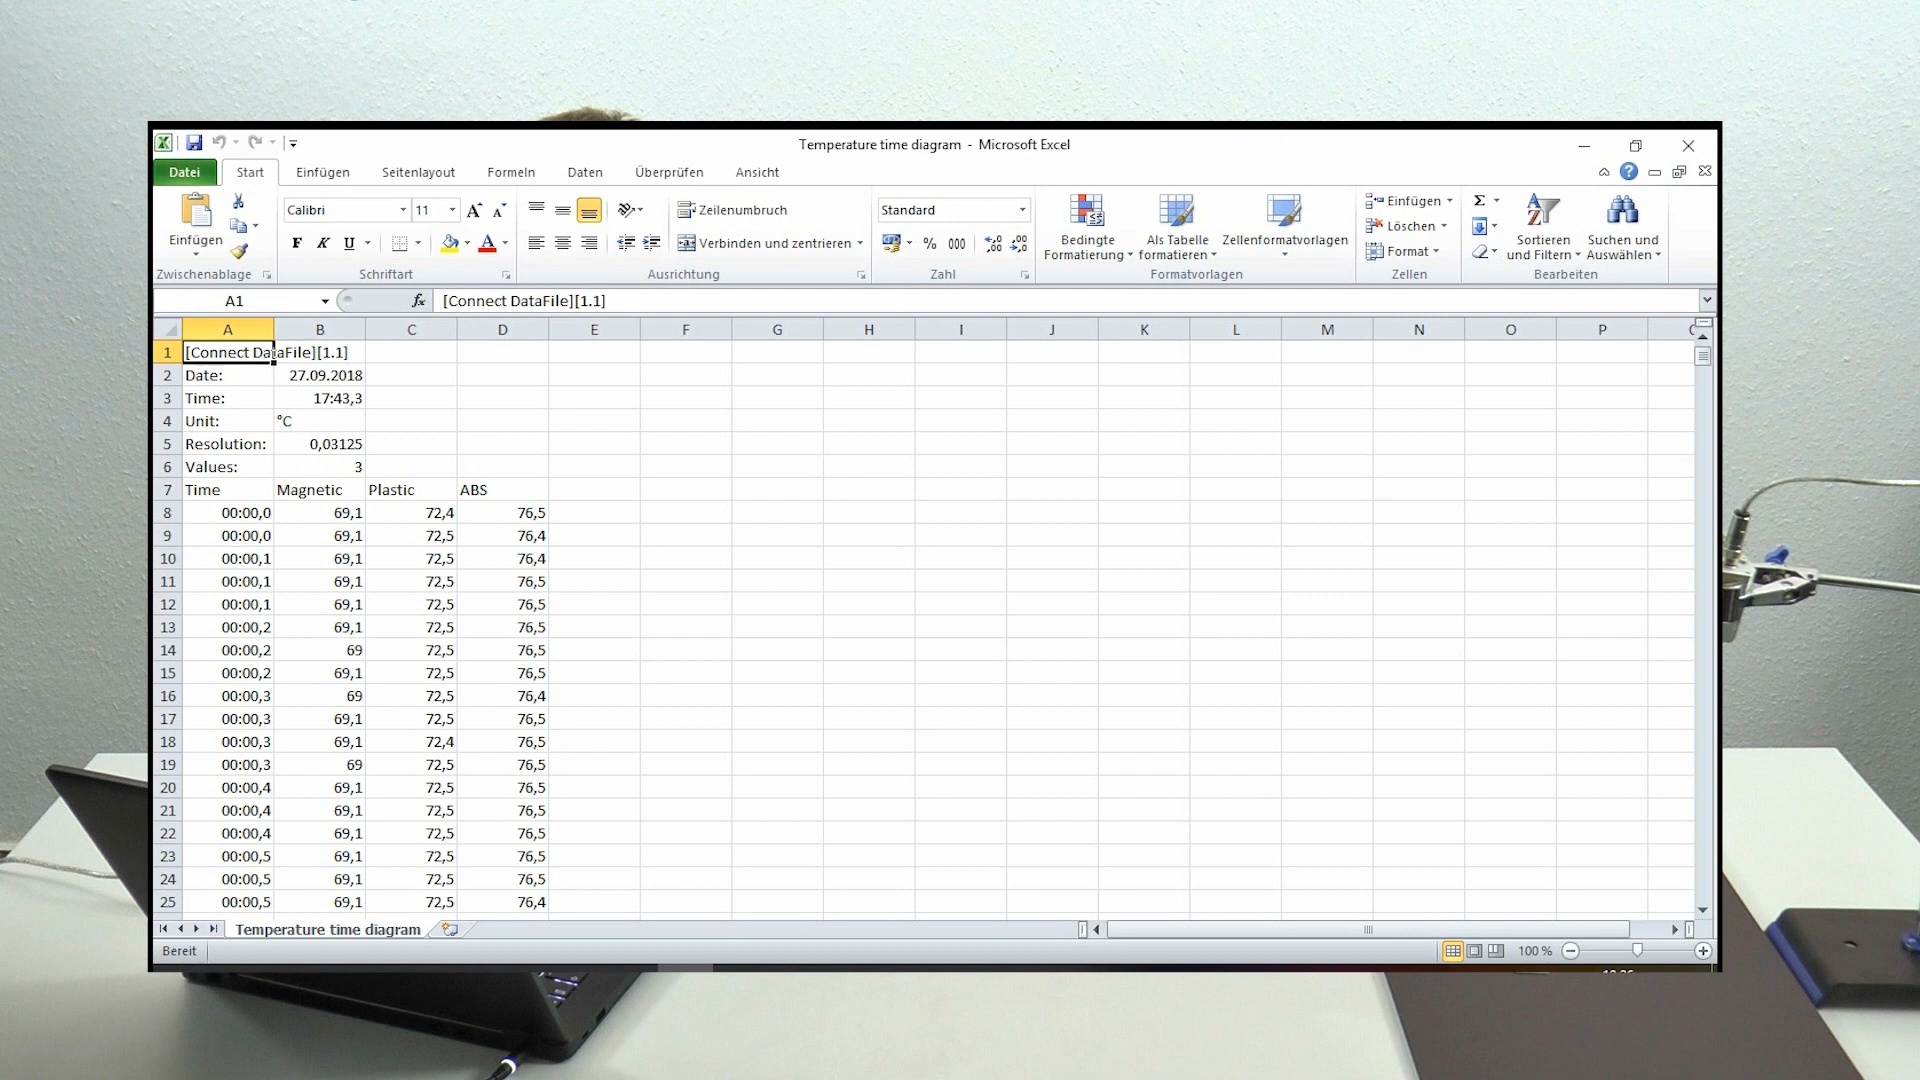 Temperature time diagram - Microsoft Excel
Datei Start Einfügen Seitenlayout Formeln Daten Überprüfen Ansicht
Einfügen
Zwischenablage
Calibri 11
F K U
Schriftart
Zeilenumbruch
Verbinden und zentrieren
Ausrichtung
Standard
% 000
Zahl
Bedingte Formatierung
Als Tabelle formatieren
Zellenformatvorlagen
Formatvorlagen
Einfügen
Löschen
Format
Zellen
Σ
Sortieren und Filtern
Suchen und Auswählen
Bearbeiten
A1 fx [Connect DataFile][1.1]
A B C D E F G H I J K L M N O P
1 [Connect DataFile][1.1]
2 Date: 27.09.2018
3 Time: 17:43,3
4 Unit: °C
5 Resolution: 0,03125
6 Values: 3
7 Time Magnetic Plastic ABS
8 00:00,0 69,1 72,4 76,5
9 00:00,0 69,1 72,5 76,4
10 00:00,1 69,1 72,5 76,4
11 00:00,1 69,1 72,5 76,5
12 00:00,1 69,1 72,5 76,5
13 00:00,2 69,1 72,5 76,5
14 00:00,2 69 72,5 76,5
15 00:00,2 69,1 72,5 76,5
16 00:00,3 69 72,5 76,4
17 00:00,3 69,1 72,5 76,5
18 00:00,3 69,1 72,4 76,5
19 00:00,3 69 72,5 76,5
20 00:00,4 69,1 72,5 76,5
21 00:00,4 69,1 72,5 76,5
22 00:00,4 69,1 72,5 76,5
23 00:00,5 69,1 72,5 76,5
24 00:00,5 69,1 72,5 76,5
25 00:00,5 69,1 72,5 76,4
Temperature time diagram
Bereit 100 %